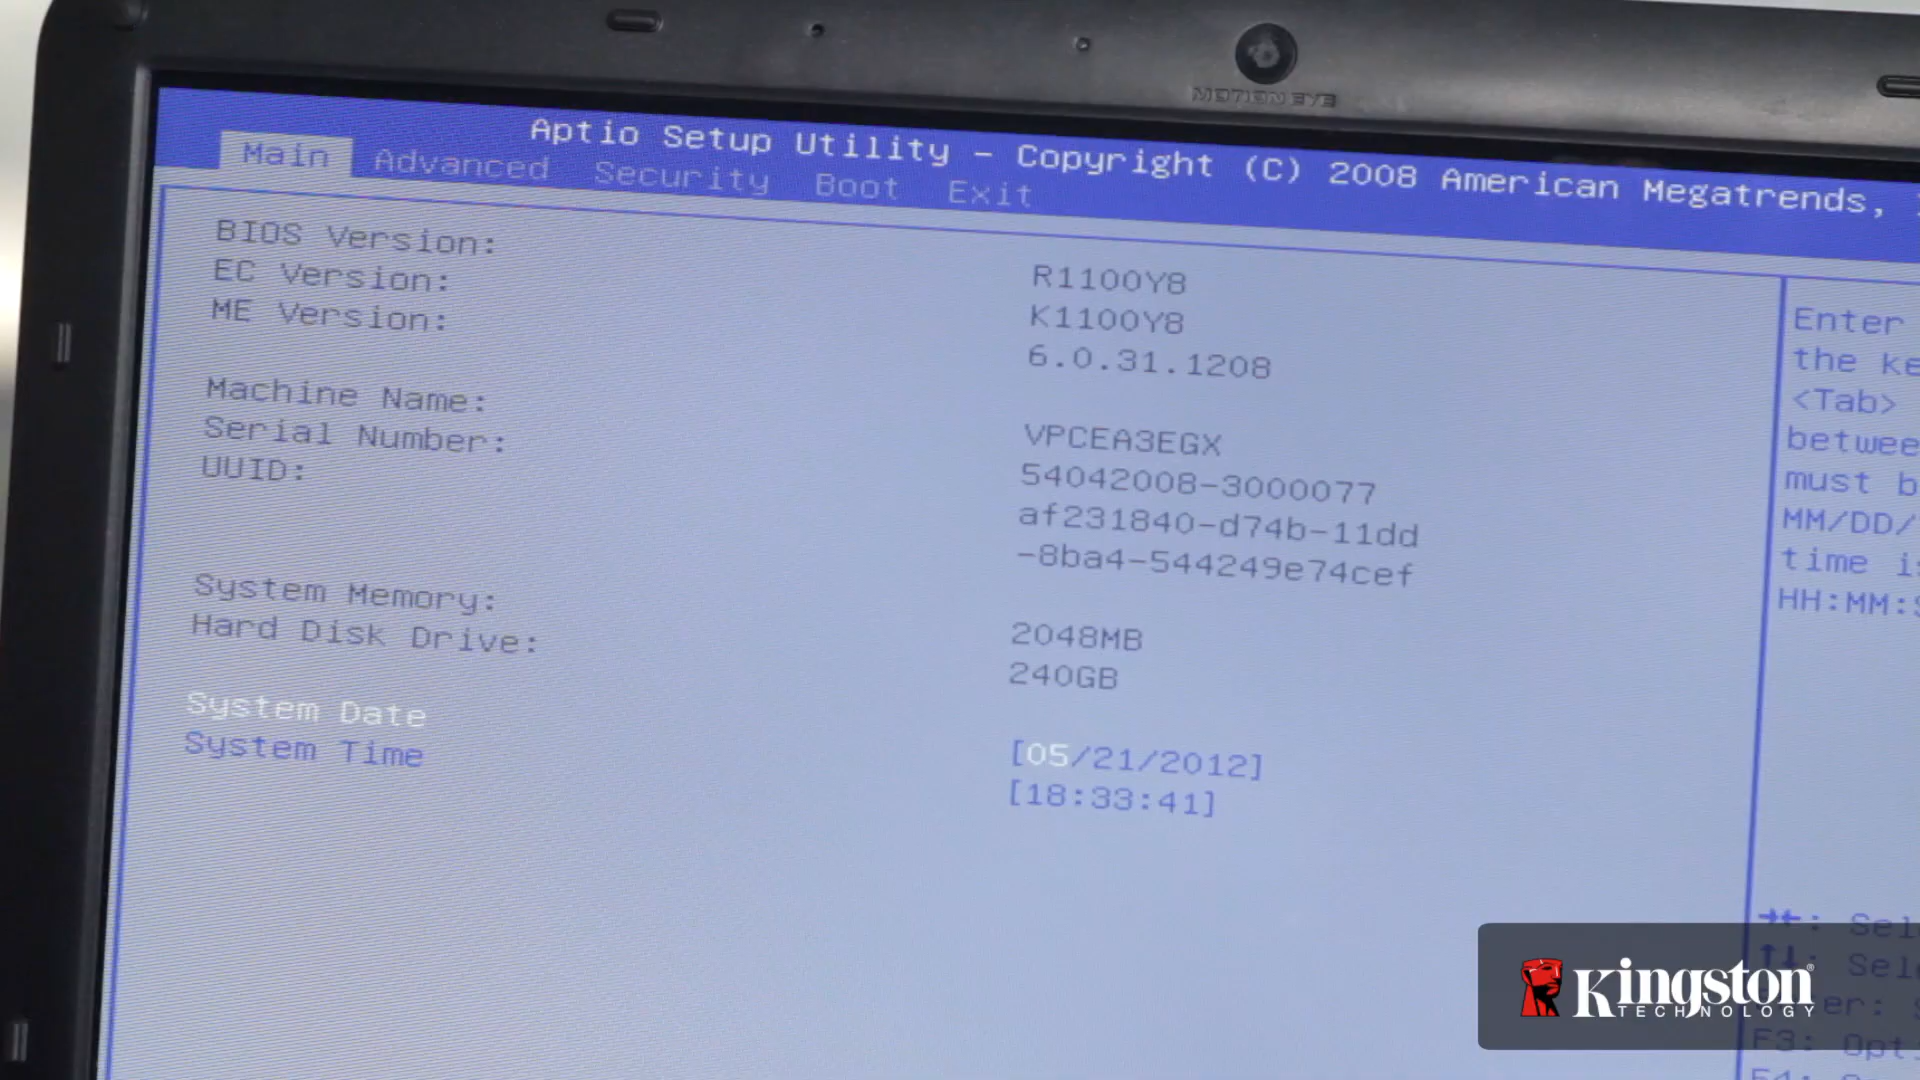 MOTION EYE
Aptio Setup Utility - Copyright (C) 2008 American Megatrends,
Main Advanced Security Boot Exit
BIOS Version: R1100Y8
EC Version: K1100Y8
ME Version: 6.0.31.1208
Machine Name: VPCEA3EGX
Serial Number: 54042008-3000077
UUID: af231840-d74b-11dd
-8ba4-544249e74cef
System Memory: 2048MB
Hard Disk Drive: 240GB
System Date [05/21/2012]
System Time [18:33:41]
Enter
the
<Tab>
must
MM/DD/
time
HH:MM:
F3:
Kingston
TECHNOLOGY